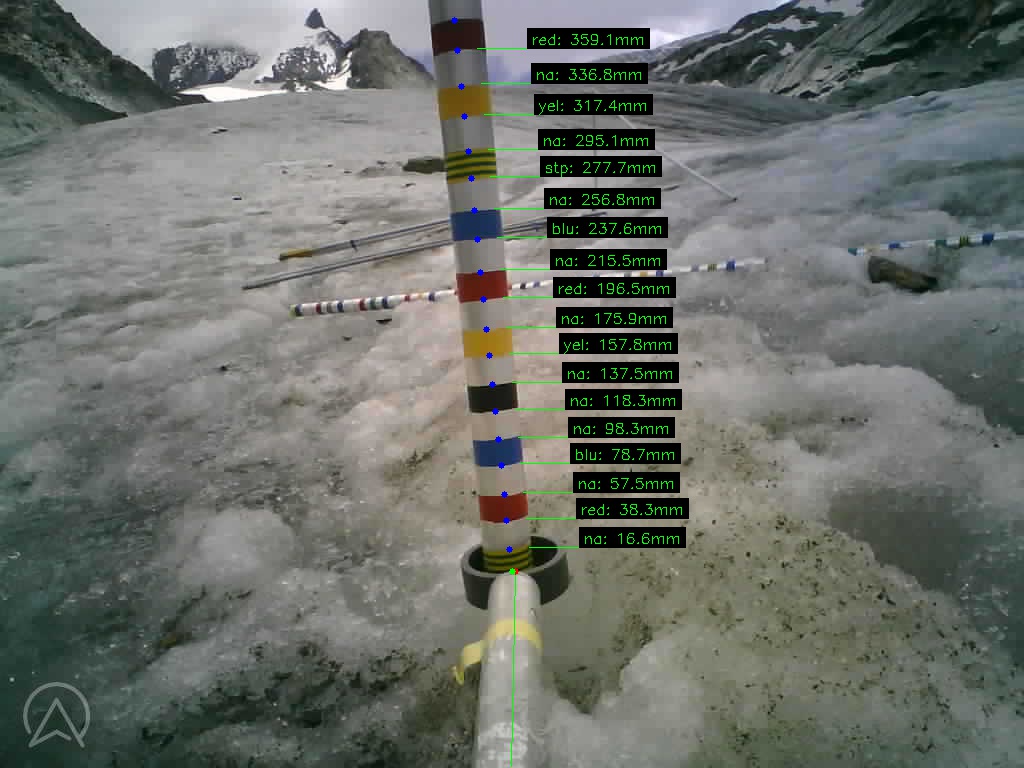 red: 359.1mm
na: 336.8mm
yel: 317.4mm
na: 295.1mm
stp: 277.7mm
na: 256.8mm
blu: 237.6mm
na: 215.5mm
red: 196.5mm
na: 175.9mm
yel: 157.8mm
na: 137.5mm
na: 118.3mm
na: 98.3mm
blu: 78.7mm
na: 57.5mm
red: 38.3mm
na: 16.6mm